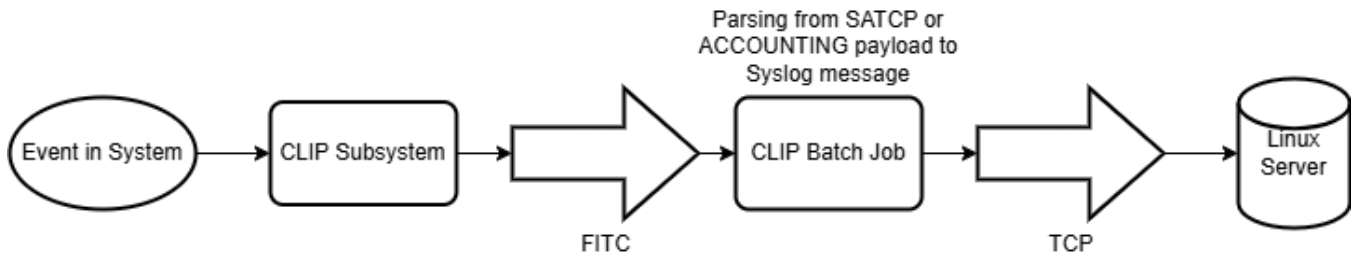 Parsing from SATCP or
ACCOUNTING payload to
Syslog message
Event in System
CLIP Subsystem
FITC
CLIP Batch Job
TCP
Linux
Server